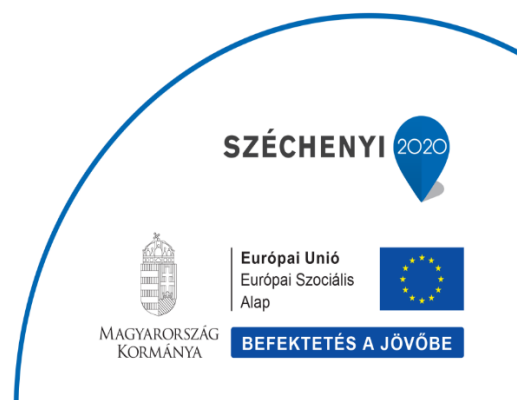 SZÉCHENYI 2020
Európai Unió
Európai Szociális
Alap
MAGYARORSZÁG
KORMÁNYA
BEFEKTETÉS A JÖVŐBE